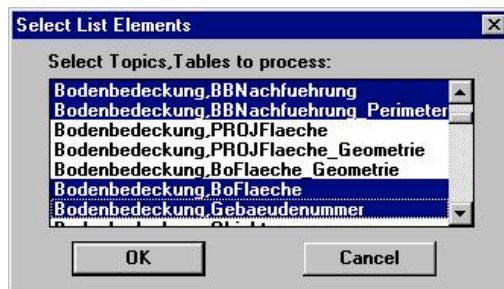 Select List Elements
Select Topics,Tables to process:
Bodenbedeckung,BBNachfuehrung
Bodenbedeckung,BBNachfuehrung_Perimeter
Bodenbedeckung,PROJFlaeche
Bodenbedeckung,PROJFlaeche_Geometrie
Bodenbedeckung,BoFlaeche_Geometrie
Bodenbedeckung,BoFlaeche
Bodenbedeckung,Gebaeudenummer
OK Cancel